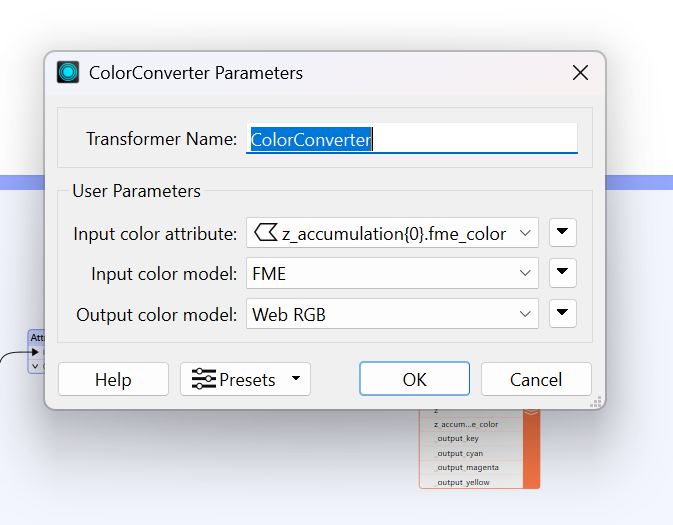 ColorConverter Parameters
Transformer Name: ColorConverter
User Parameters
Input color attribute: z_accumulation{0}.fme_color
Input color model: FME
Output color model: Web RGB
Help Presets OK Cancel
z
z_accum...e_color
_output_key
_output_cyan
_output_magenta
_output_yellow